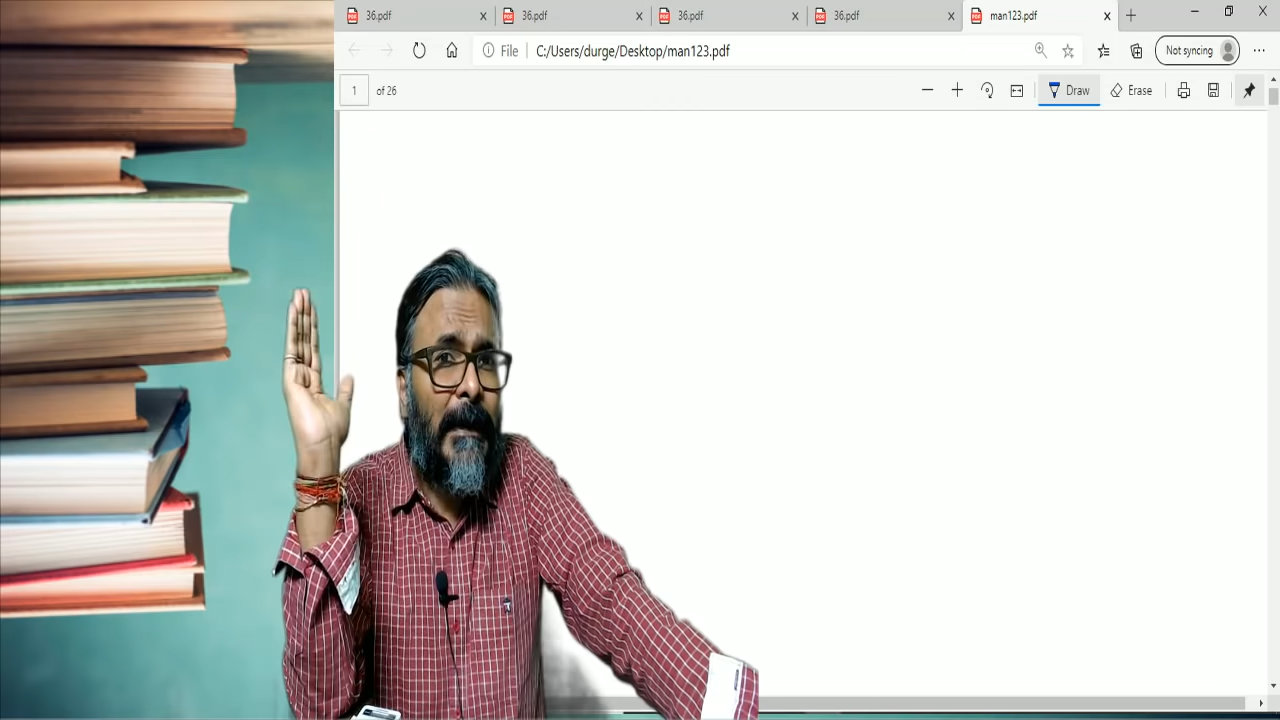 36.pdf 36.pdf 36.pdf 36.pdf man123.pdf
File C:/Users/durge/Desktop/man123.pdf Not syncing
1 of 26 Draw Erase